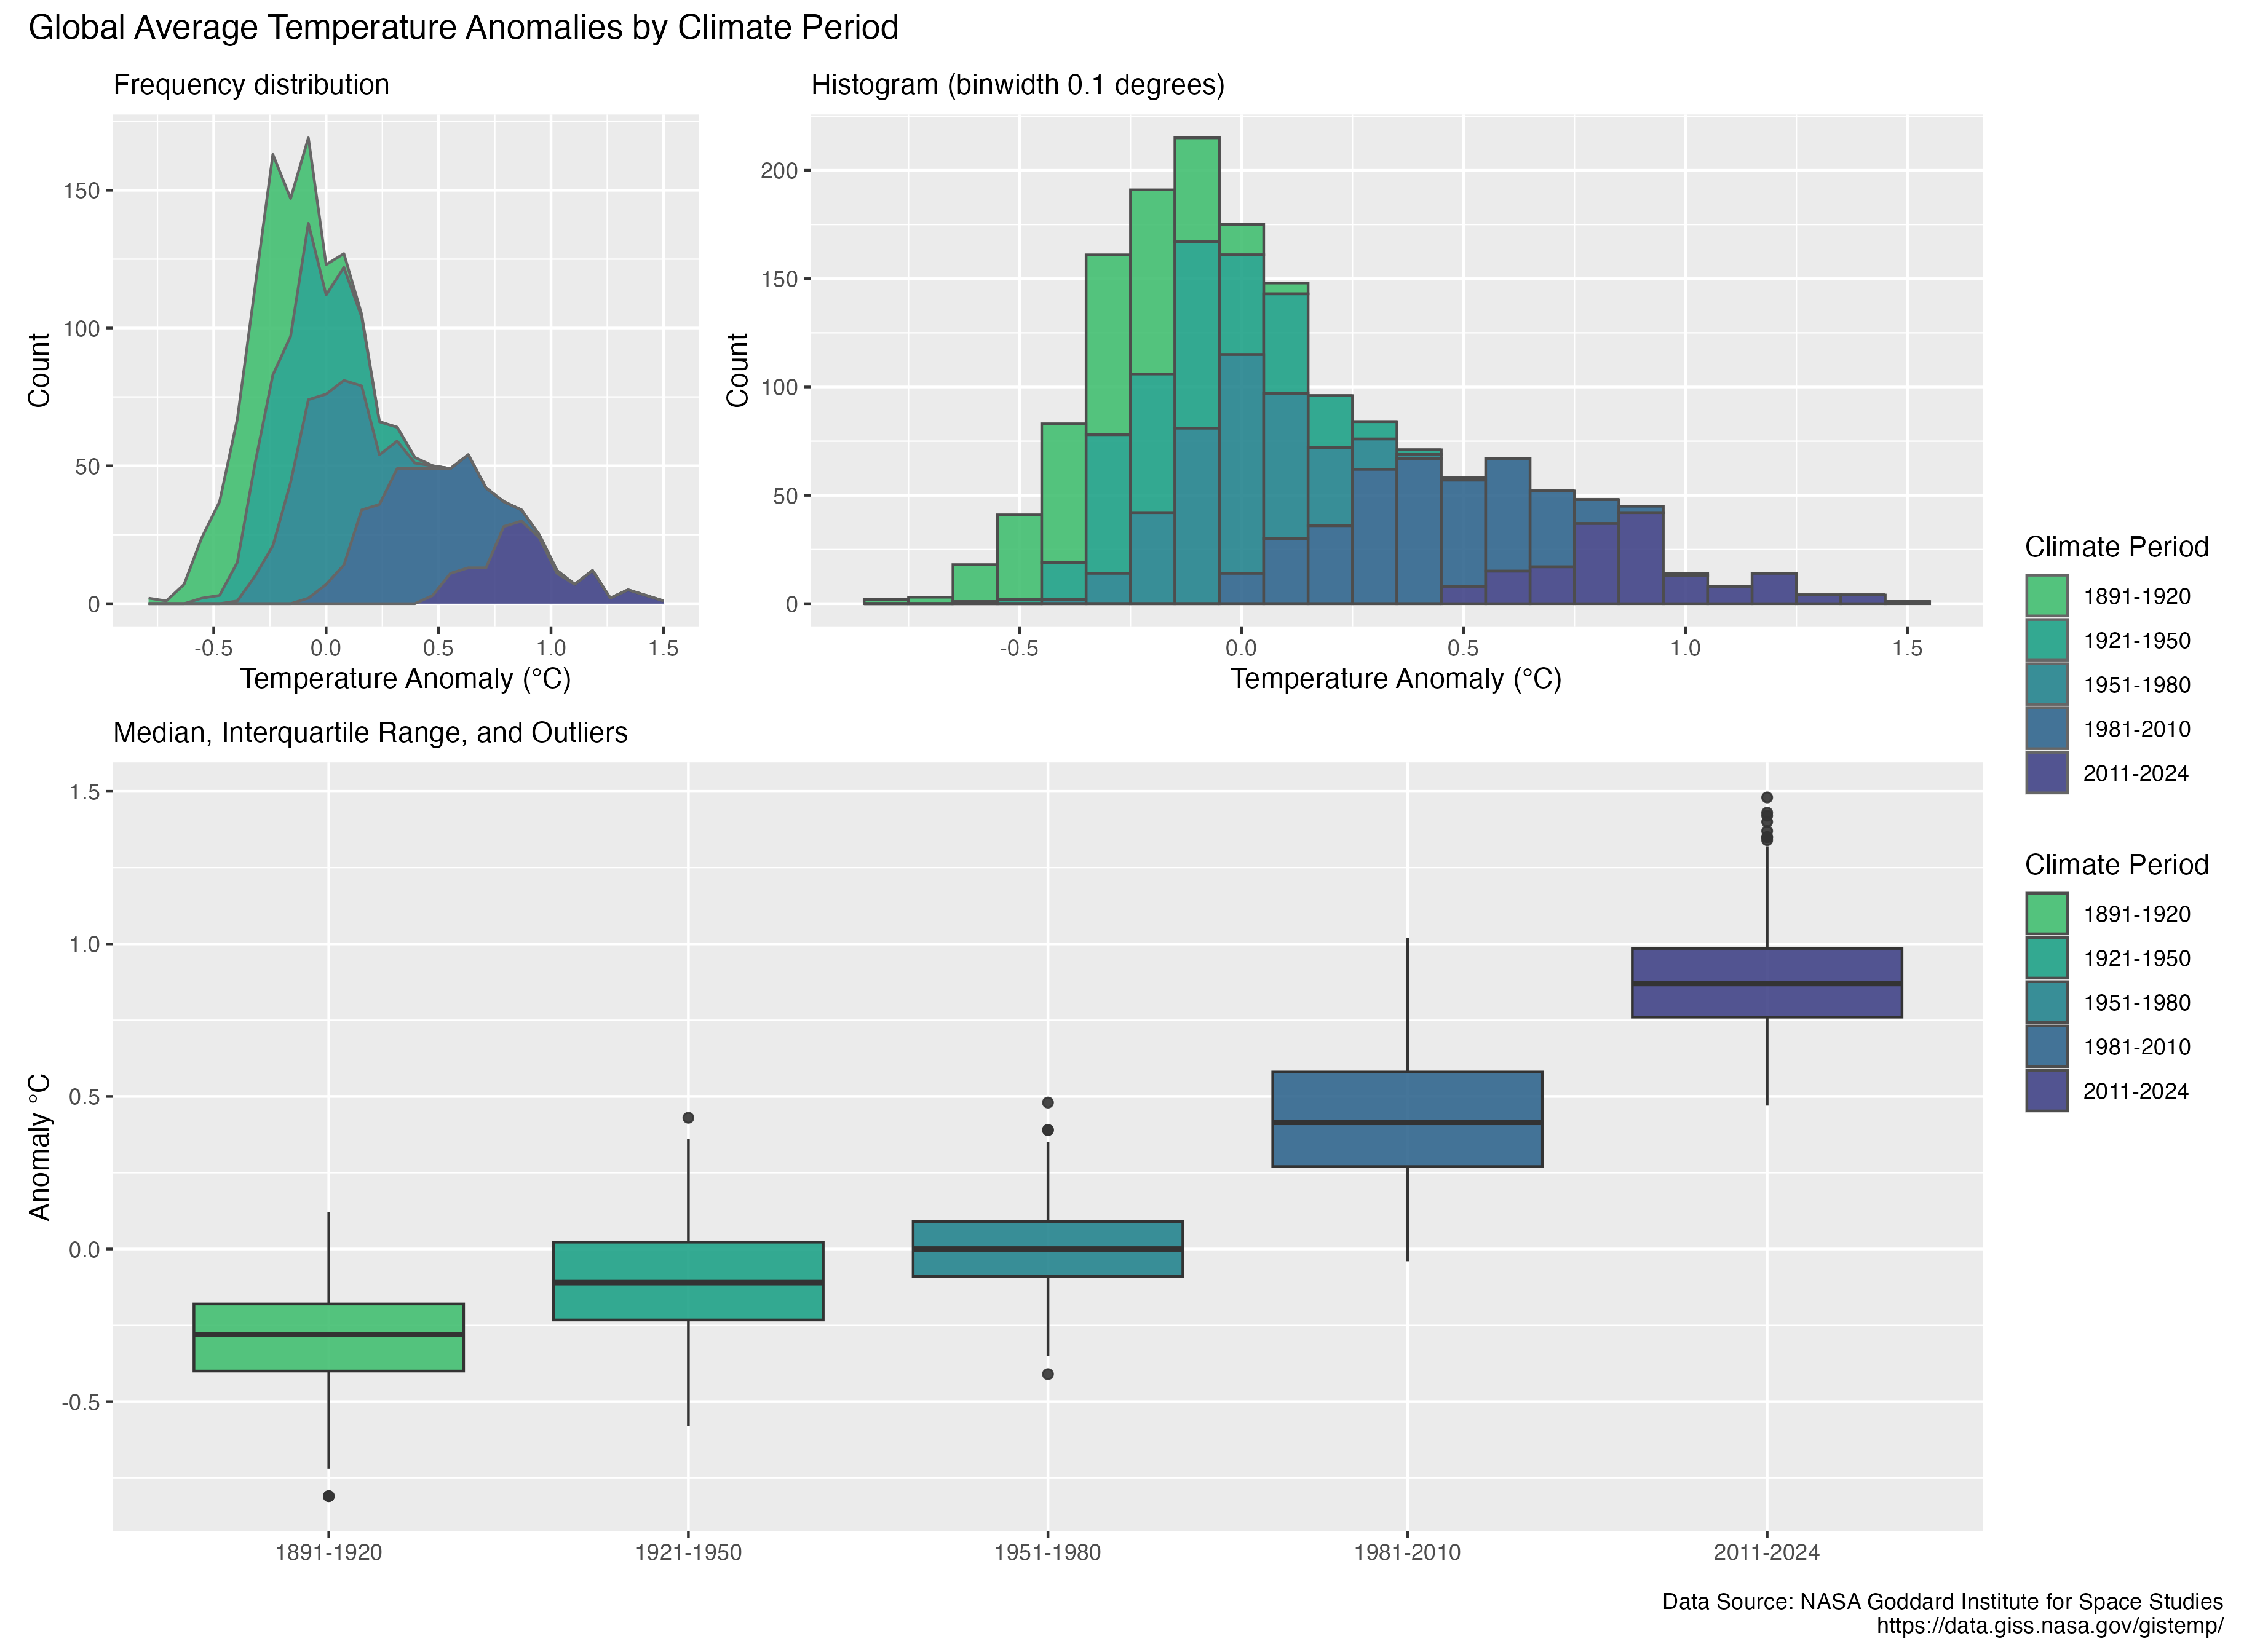 Global Average Temperature Anomalies by Climate Period
Frequency distribution
Count
150
100
50
0
-0.5 0.0 0.5 1.0 1.5
Temperature Anomaly (°C)
Histogram (binwidth 0.1 degrees)
Count
200
150
100
50
0
-0.5 0.0 0.5 1.0 1.5
Temperature Anomaly (°C)
Median, Interquartile Range, and Outliers
Anomaly °C
1.5
1.0
0.5
0.0
-0.5
1891-1920 1921-1950 1951-1980 1981-2010 2011-2024
Climate Period
1891-1920
1921-1950
1951-1980
1981-2010
2011-2024
Climate Period
1891-1920
1921-1950
1951-1980
1981-2010
2011-2024
Data Source: NASA Goddard Institute for Space Studies
https://data.giss.nasa.gov/gistemp/